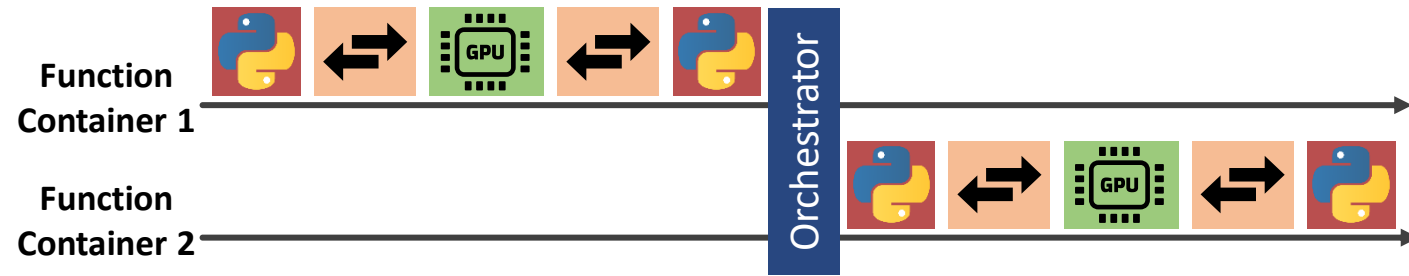 GPU
Function
Container 1
Orchestrator
GPU
Function
Container 2